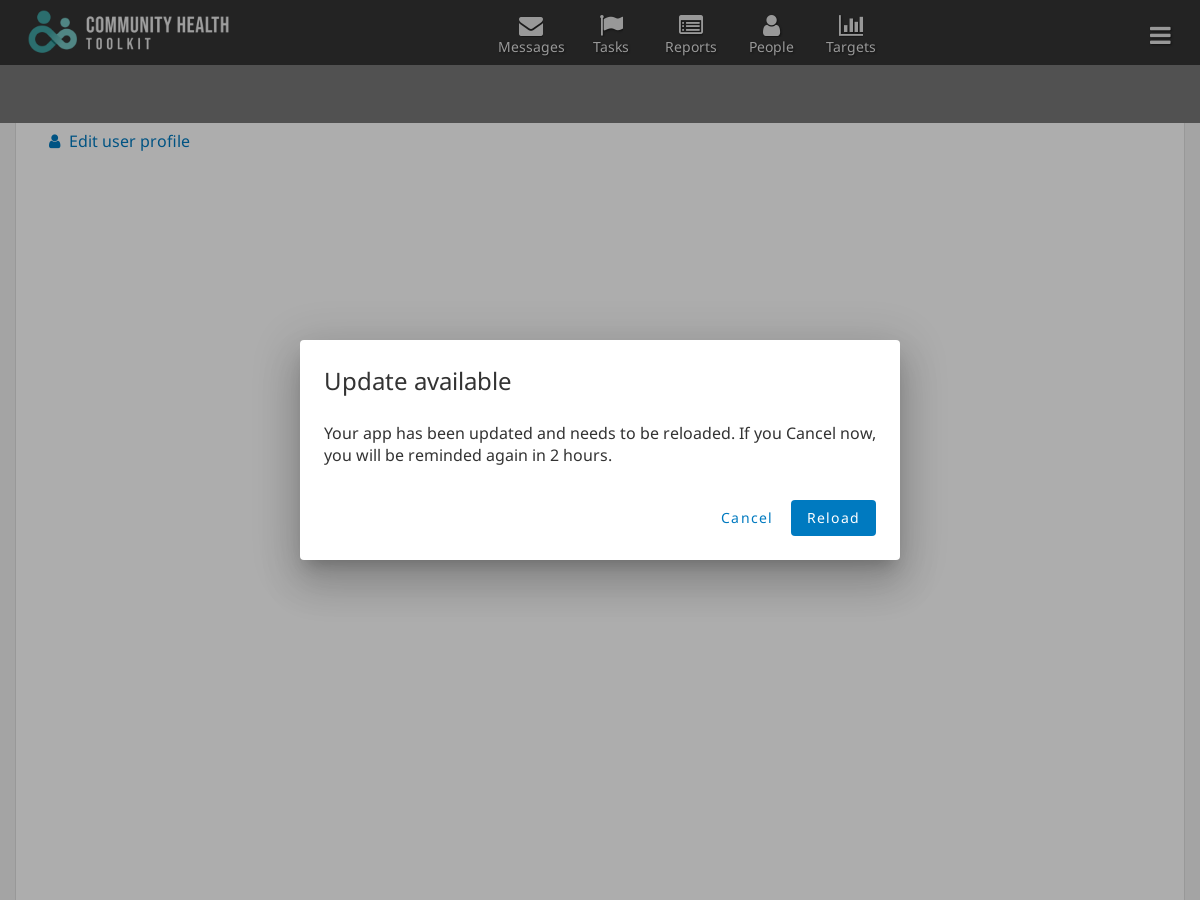 COMMUNITY HEALTH
TOOLKIT
Messages
Tasks
Reports
People
Targets
Edit user profile
Update available
Your app has been updated and needs to be reloaded. If you Cancel now,
you will be reminded again in 2 hours.
Cancel
Reload